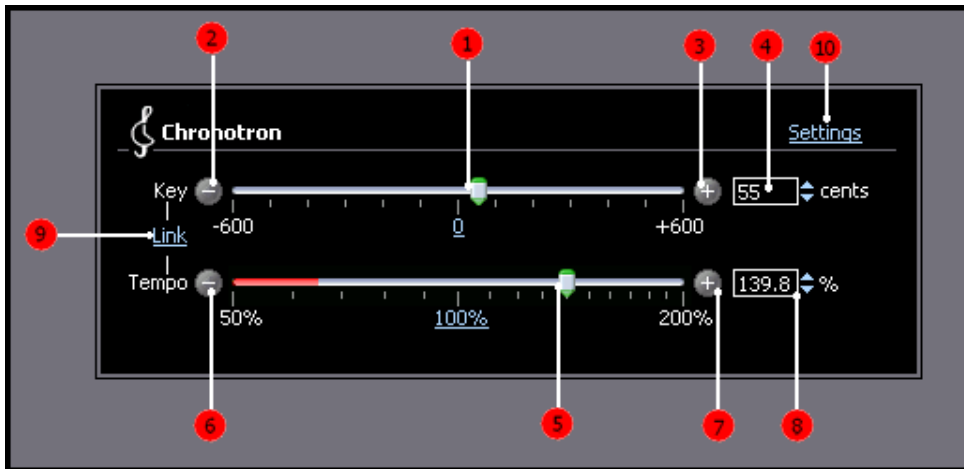 2 1 3 4 10
Chronotron Settings
Key − + 55 cents
-600 0 +600
9 Link
Tempo − + 139.8 %
50% 100% 200%
6 5 7 8